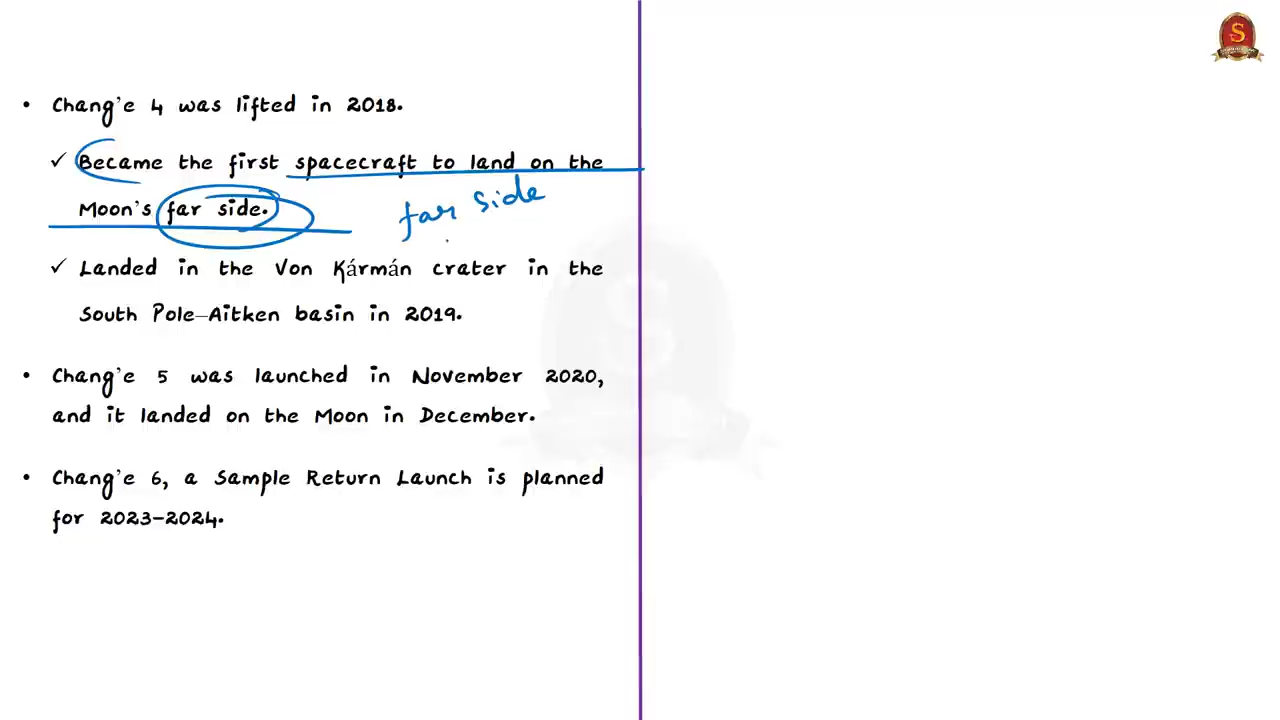 • Chang'e 4 was lifted in 2018.
✓ Became the first spacecraft to land on the
Moon's far side.
far side
✓ Landed in the Von Kármán crater in the
South Pole–Aitken basin in 2019.
• Chang'e 5 was launched in November 2020,
and it landed on the Moon in December.
• Chang'e 6, a Sample Return Launch is planned
for 2023-2024.
S